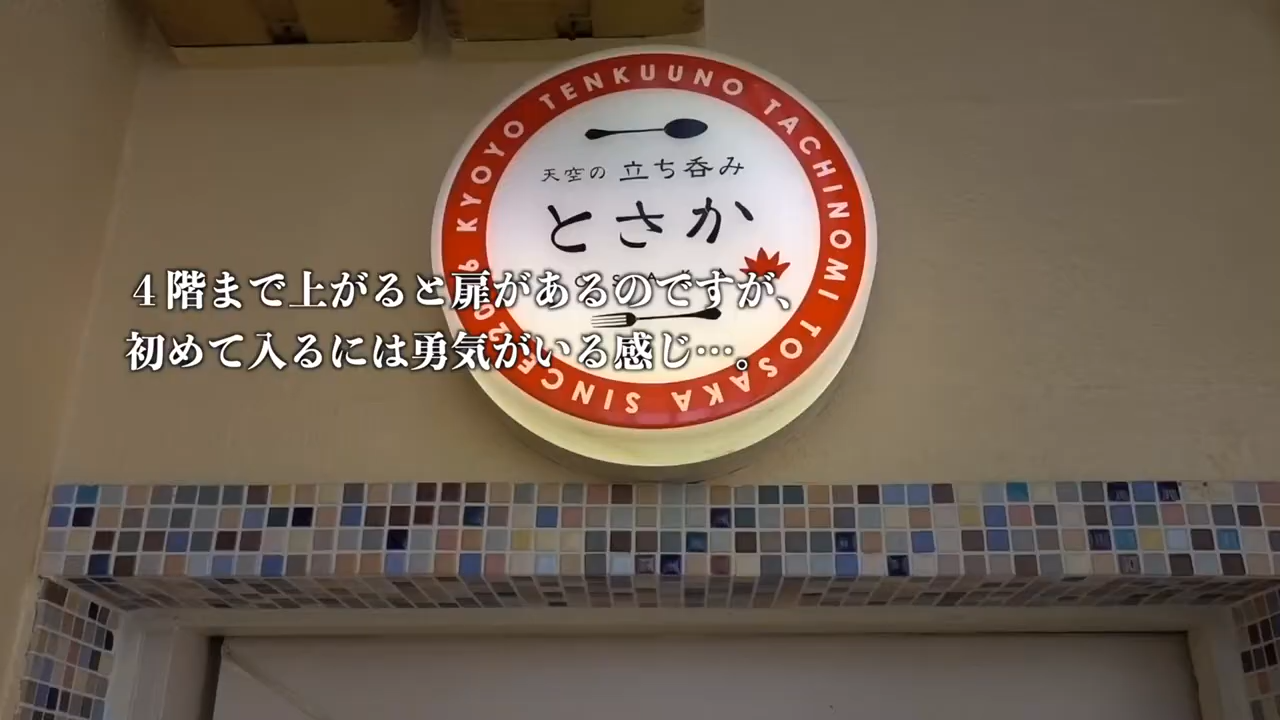 KYOYO TENKUUNO TACHINOMI TOSAKA SINCE
天空の 立ち呑み
とさか
4階まで上がると扉があるのですが、
初めて入るには勇気がいる感じ…。